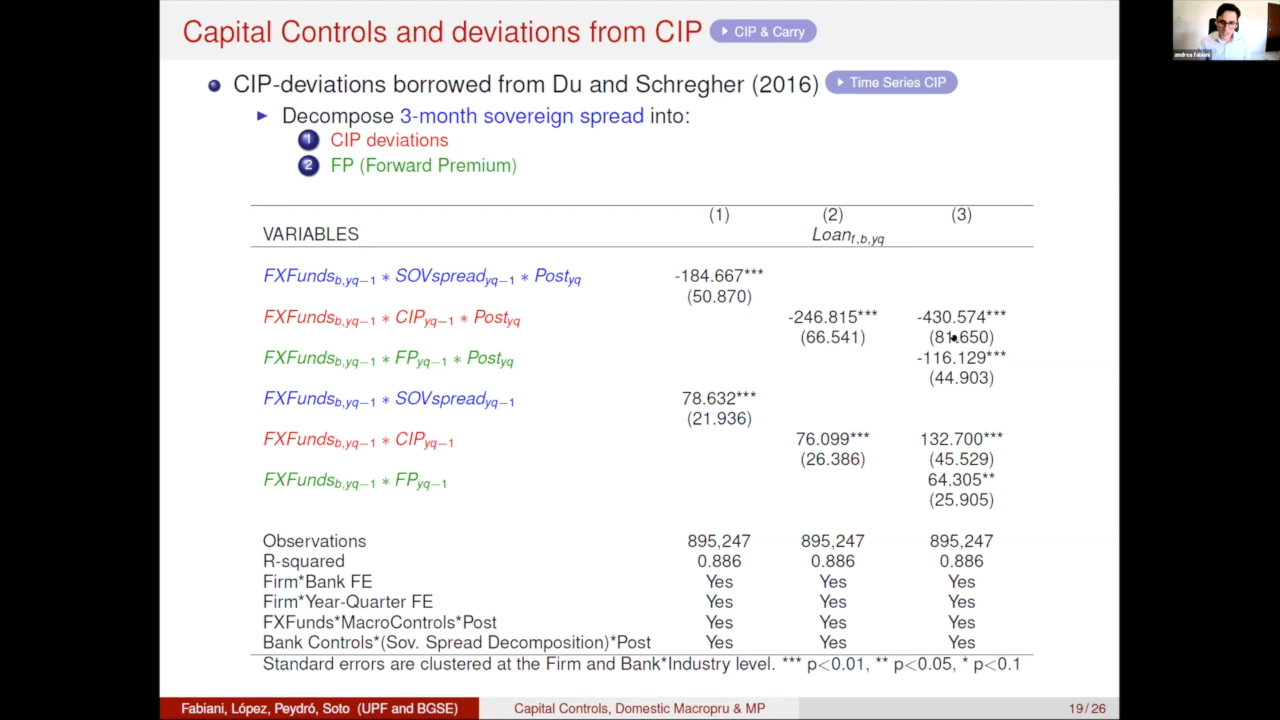 Capital Controls and deviations from CIP ▸ CIP & Carry
andrea fabiani
CIP-deviations borrowed from Du and Schregher (2016) ▸ Time Series CIP
Decompose 3-month sovereign spread into:
1 CIP deviations
2 FP (Forward Premium)
(1) (2) (3)
VARIABLES Loan_{f,b,yq}
FXFunds_{b,yq−1} ∗ SOVspread_{yq−1} ∗ Post_{yq} -184.667***
(50.870)
FXFunds_{b,yq−1} ∗ CIP_{yq−1} ∗ Post_{yq} -246.815*** -430.574***
(66.541) (81.650)
FXFunds_{b,yq−1} ∗ FP_{yq−1} ∗ Post_{yq} -116.129***
(44.903)
FXFunds_{b,yq−1} ∗ SOVspread_{yq−1} 78.632***
(21.936)
FXFunds_{b,yq−1} ∗ CIP_{yq−1} 76.099*** 132.700***
(26.386) (45.529)
FXFunds_{b,yq−1} ∗ FP_{yq−1} 64.305**
(25.905)
Observations 895,247 895,247 895,247
R-squared 0.886 0.886 0.886
Firm*Bank FE Yes Yes Yes
Firm*Year-Quarter FE Yes Yes Yes
FXFunds*MacroControls*Post Yes Yes Yes
Bank Controls*(Sov. Spread Decomposition)*Post Yes Yes Yes
Standard errors are clustered at the Firm and Bank*Industry level. *** p<0.01, ** p<0.05, * p<0.1
Fabiani, López, Peydró, Soto (UPF and BGSE) Capital Controls, Domestic Macropru & MP 19 / 26